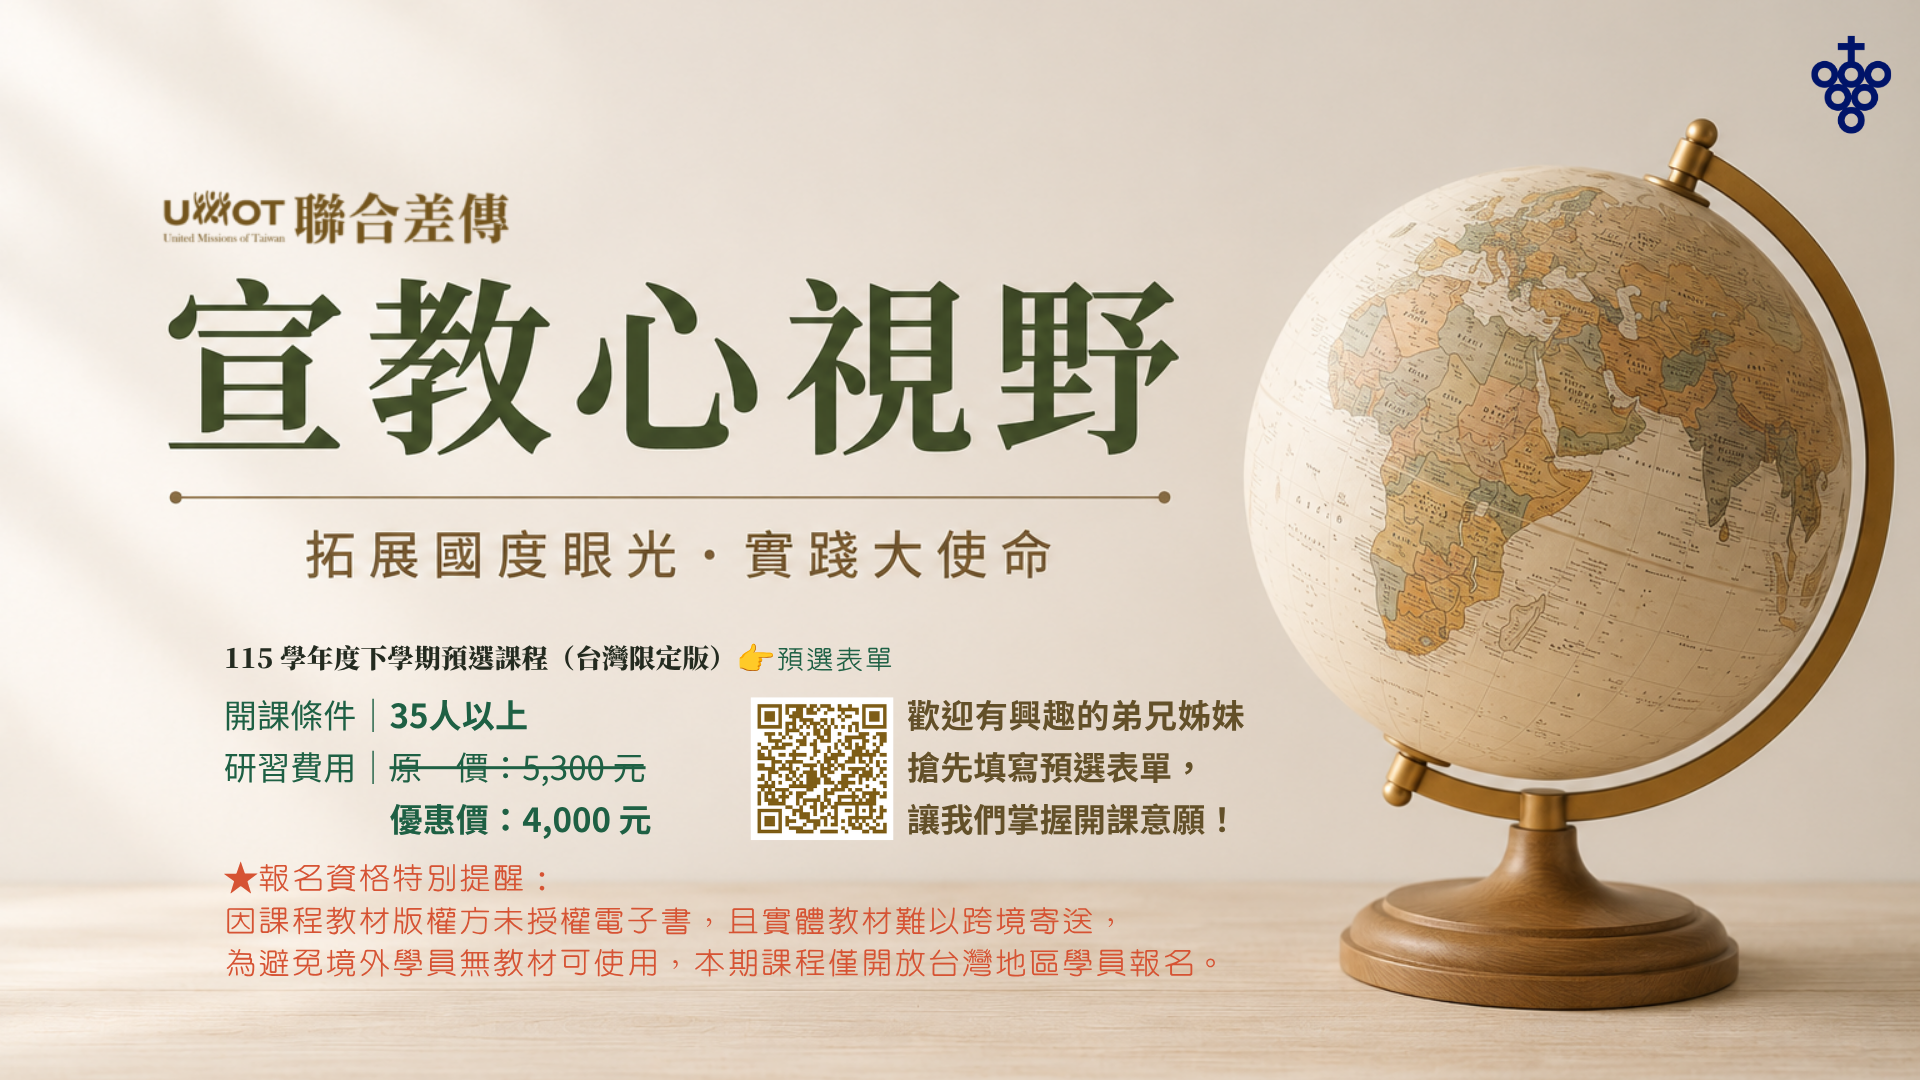 UMOT 聯合差傳
United Missions of Taiwan
宣教心視野
拓展國度眼光・實踐大使命
115 學年度下學期預選課程（台灣限定版）👉預選表單
開課條件｜35人以上
研習費用｜原　價：5,300 元
優惠價：4,000 元
歡迎有興趣的弟兄姊妹
搶先填寫預選表單，
讓我們掌握開課意願！
★報名資格特別提醒：
因課程教材版權方未授權電子書，且實體教材難以跨境寄送，
為避免境外學員無教材可使用，本期課程僅開放台灣地區學員報名。